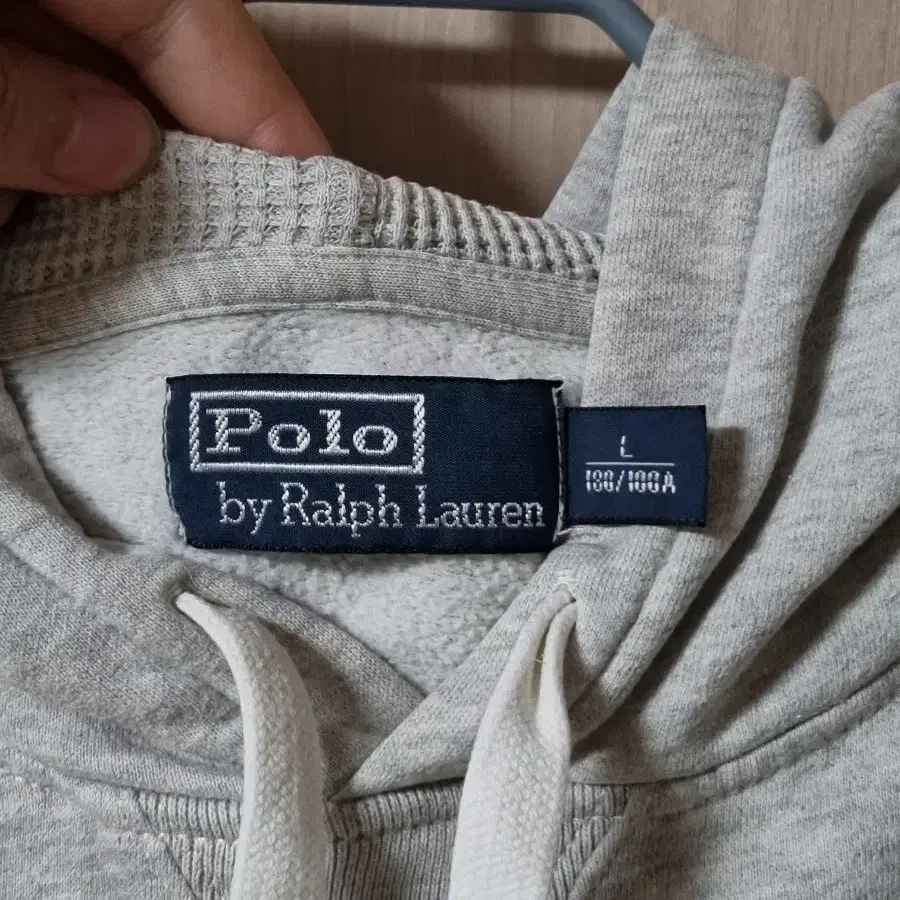 Polo
by Ralph Lauren
L
180/100A